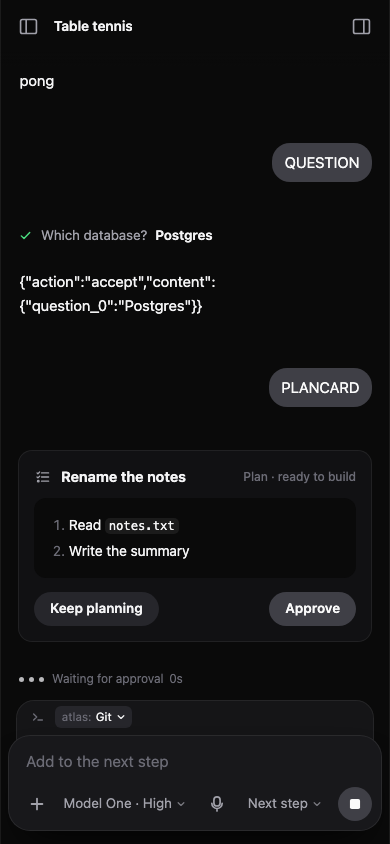 Table tennis
pong
QUESTION
Which database? Postgres
{"action":"accept","content":
{"question_0":"Postgres"}}
PLANCARD
Rename the notes Plan · ready to build
1. Read notes.txt
2. Write the summary
Keep planning Approve
Waiting for approval 0s
atlas: Git
Add to the next step
Model One · High Next step